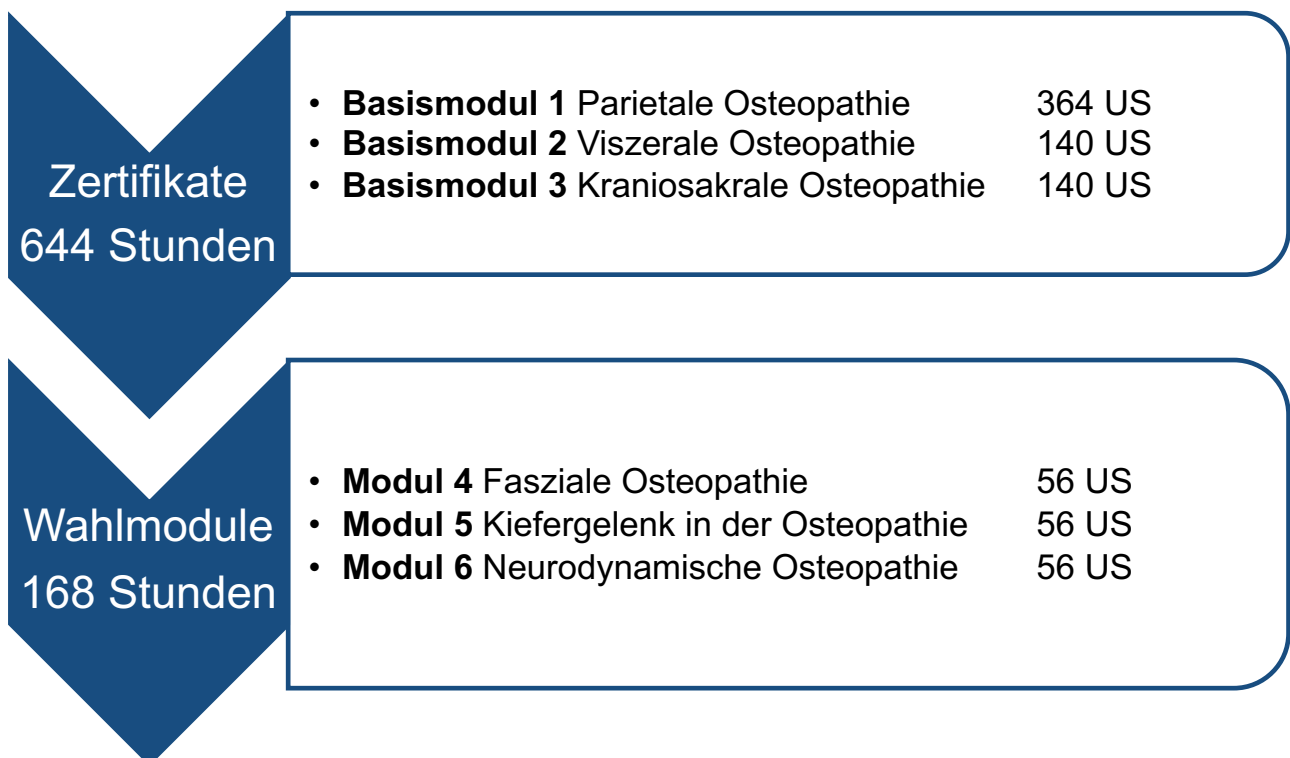 Zertifikate
644 Stunden
• Basismodul 1 Parietale Osteopathie 364 US
• Basismodul 2 Viszerale Osteopathie 140 US
• Basismodul 3 Kraniosakrale Osteopathie 140 US
Wahlmodule
168 Stunden
• Modul 4 Fasziale Osteopathie 56 US
• Modul 5 Kiefergelenk in der Osteopathie 56 US
• Modul 6 Neurodynamische Osteopathie 56 US